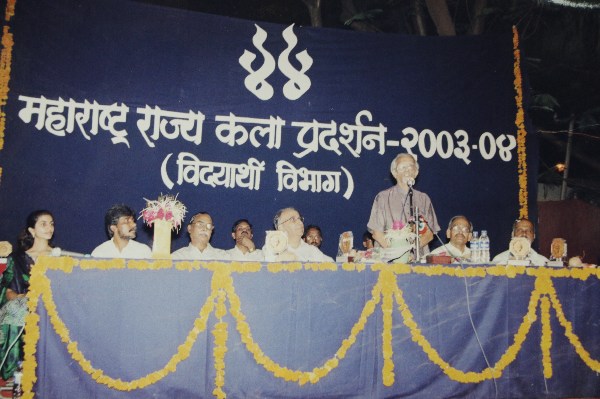 ४४
महाराष्ट्र राज्य कला प्रदर्शन-२००३-०४
(विद्यार्थी विभाग)